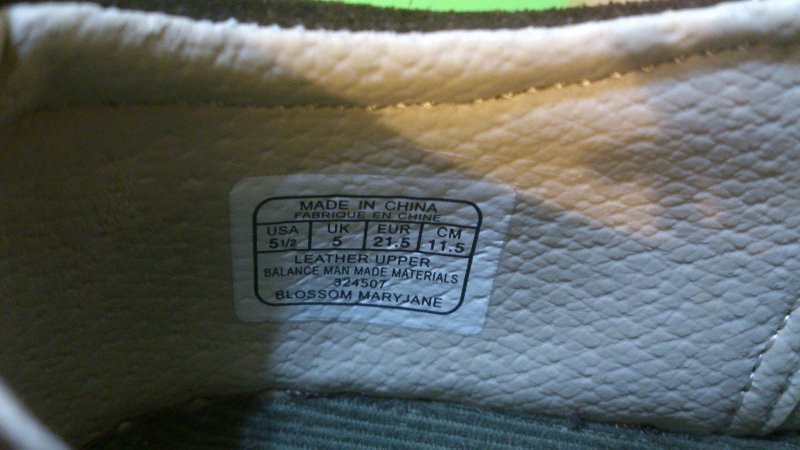 MADE IN CHINA
FABRIQUE EN CHINE
USA UK EUR CM
5 1/2 5 21.5 11.5
LEATHER UPPER
BALANCE MAN MADE MATERIALS
324507
BLOSSOM MARYJANE